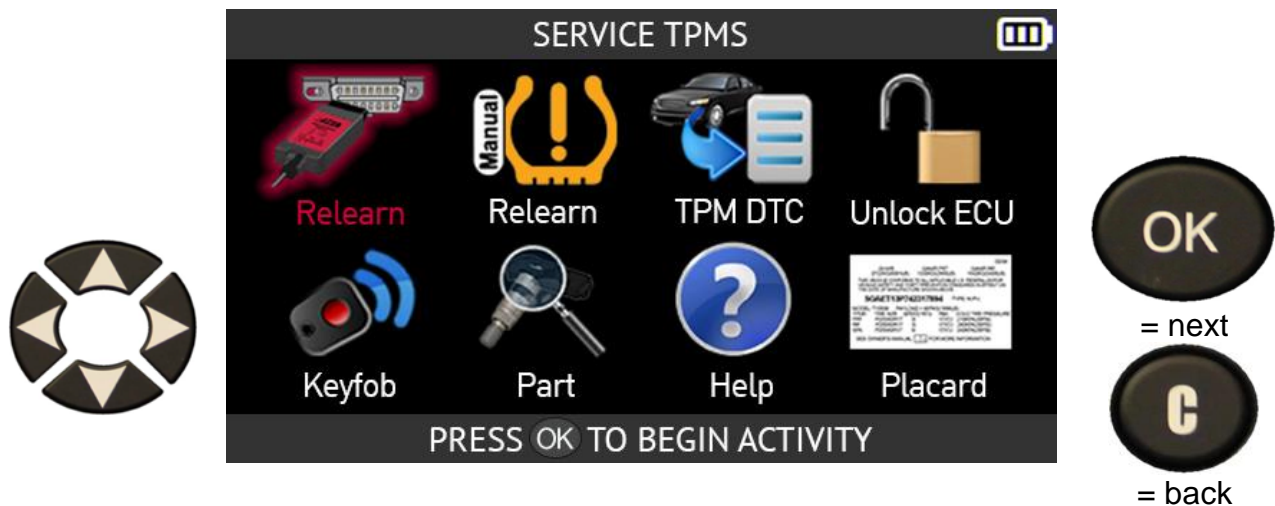 SERVICE TPMS
Manual
Relearn
Relearn
TPM DTC
Unlock ECU
Keyfob
Part
Help
Placard
PRESS OK TO BEGIN ACTIVITY
OK
= next
C
= back